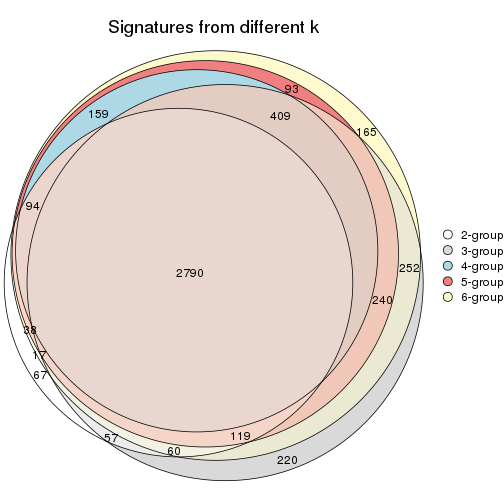 Signatures from different k
93
159
409
165
94
2-group
3-group
4-group
5-group
6-group
252
2790
240
38
17
67
119
57
60
220